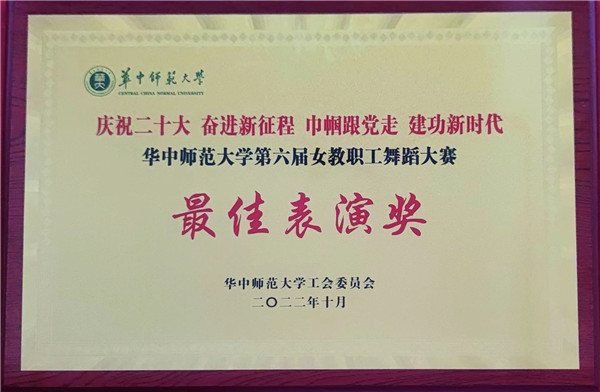 華中師範大學
CENTRAL CHINA NORMAL UNIVERSITY
庆祝二十大 奋进新征程 巾帼跟党走 建功新时代
华中师范大学第六届女教职工舞蹈大赛
最佳表演奖
华中师范大学工会委员会
二〇二二年十月